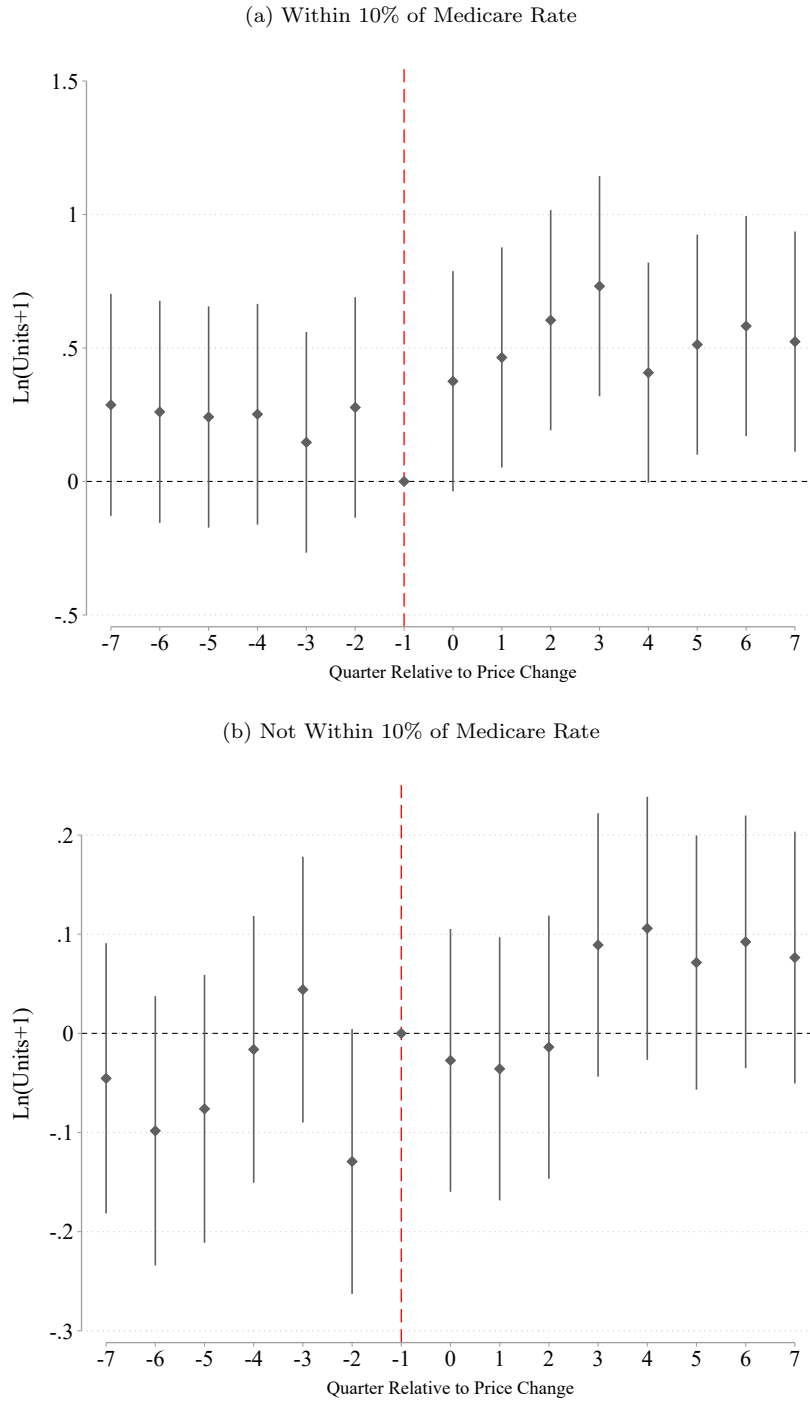 (a) Within 10% of Medicare Rate
1.5
1
.5
0
-.5
Ln(Units+1)
-7 -6 -5 -4 -3 -2 -1 0 1 2 3 4 5 6 7
Quarter Relative to Price Change
(b) Not Within 10% of Medicare Rate
.2
.1
0
-.1
-.2
-.3
Ln(Units+1)
-7 -6 -5 -4 -3 -2 -1 0 1 2 3 4 5 6 7
Quarter Relative to Price Change